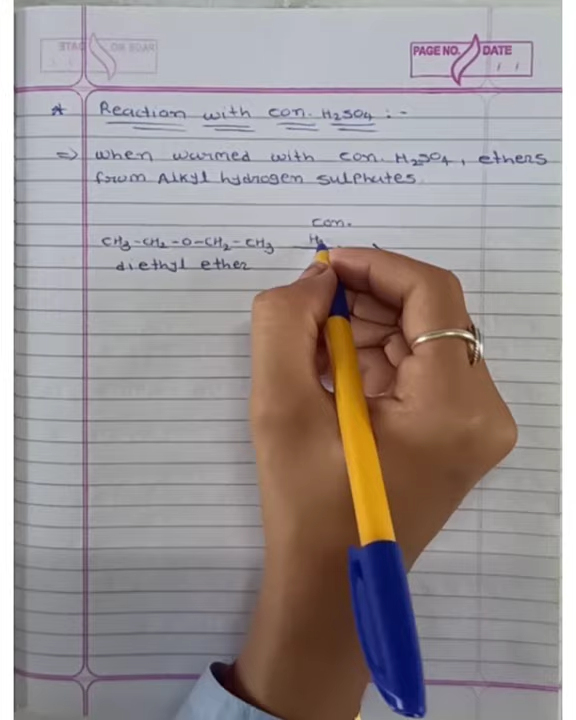 PAGE NO. DATE
* Reaction with con. H2SO4 :-
⇒ when warmed with con. H2SO4, ethers
from Alkyl hydrogen sulphates.
con.
CH3-CH2-O-CH2-CH3 H2
diethyl ether